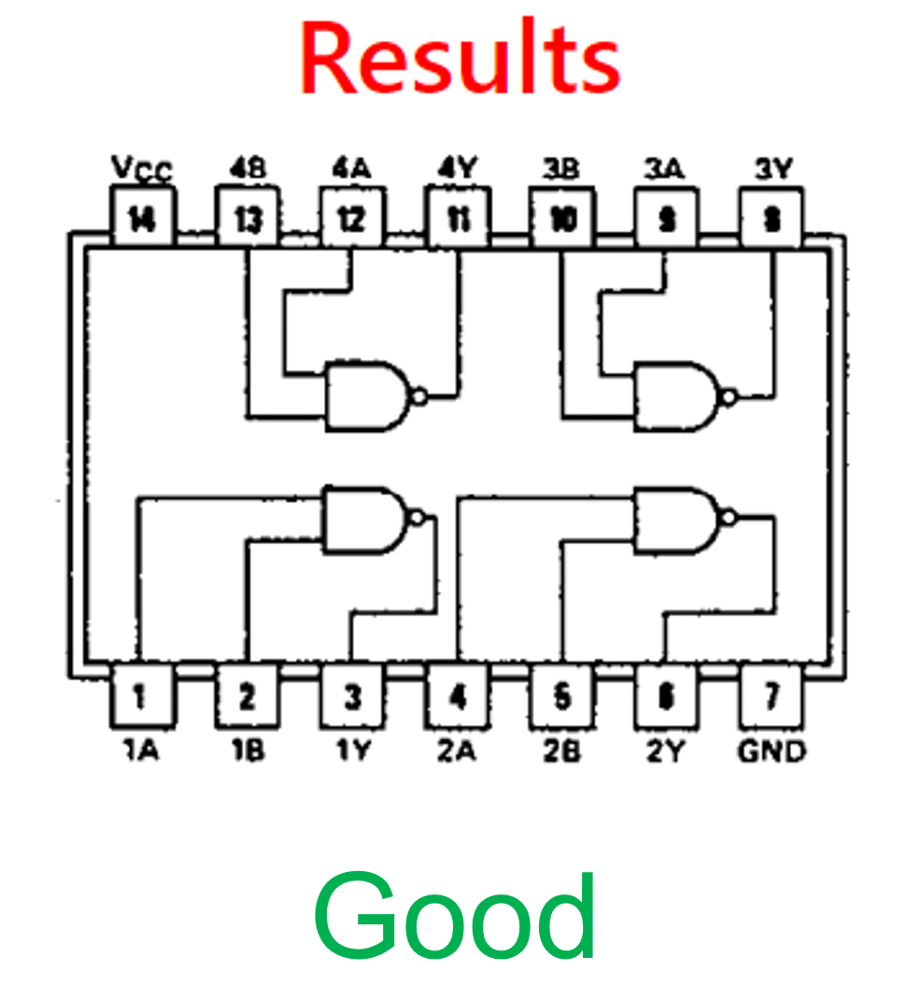 Results
VCC 4B 4A 4Y 3B 3A 3Y
14 13 12 11 10 9 8
1 2 3 4 5 6 7
1A 1B 1Y 2A 2B 2Y GND
Good